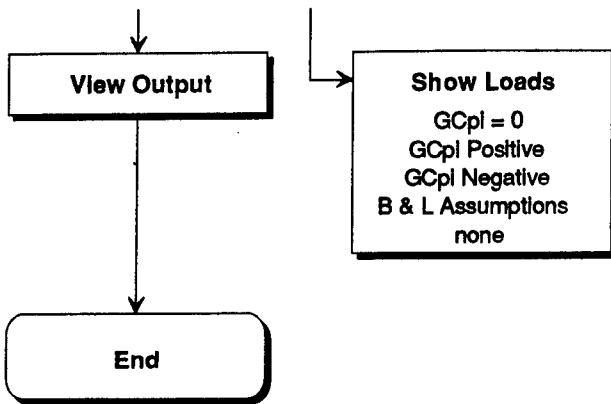 View Output
Show Loads
GCpi = 0
GCpi Positive
GCpi Negative
B & L Assumptions
none
End